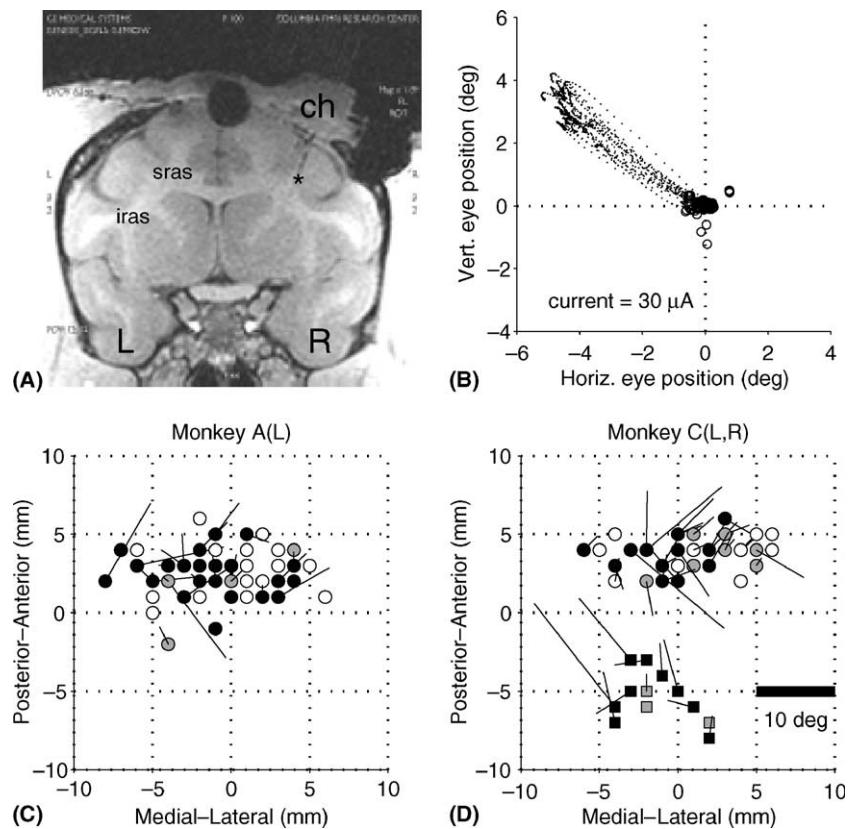 GE MEDICAL SYSTEMS P 100 COLUMBIA FMRI RESEARCH CENTER
ch
R
L
sras
*
iras
L R
(A)
(B)
Vert. eye position (deg)
4
2
0
−2
−4
current = 30 μA
−6 −4 −2 0 2 4
Horiz. eye position (deg)
Monkey A(L)
Posterior–Anterior (mm)
10
5
0
−5
−10
−10 −5 0 5 10
(C) Medial–Lateral (mm)
Monkey C(L,R)
Posterior–Anterior (mm)
10
5
0
−5
−10
10 deg
−10 −5 0 5 10
(D) Medial–Lateral (mm)